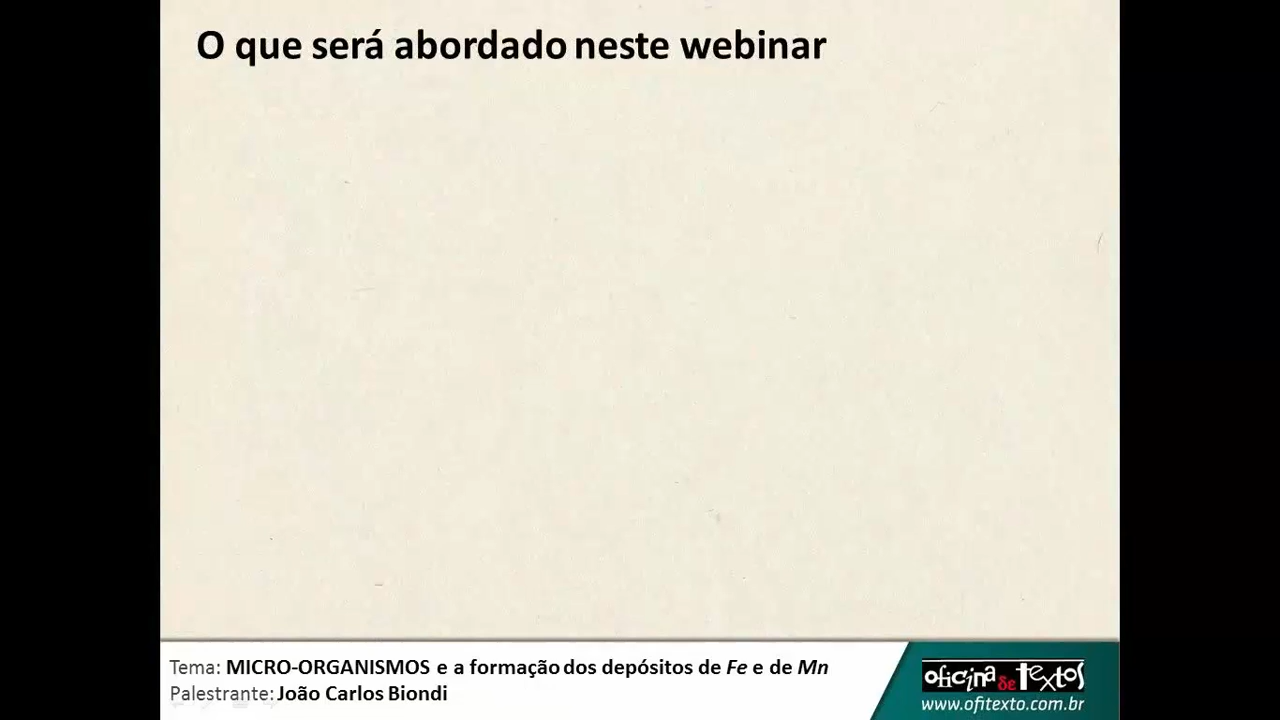 O que será abordado neste webinar
Tema: MICRO-ORGANISMOS e a formação dos depósitos de Fe e de Mn
Palestrante: João Carlos Biondi
oficina de textos
www.ofitexto.com.br